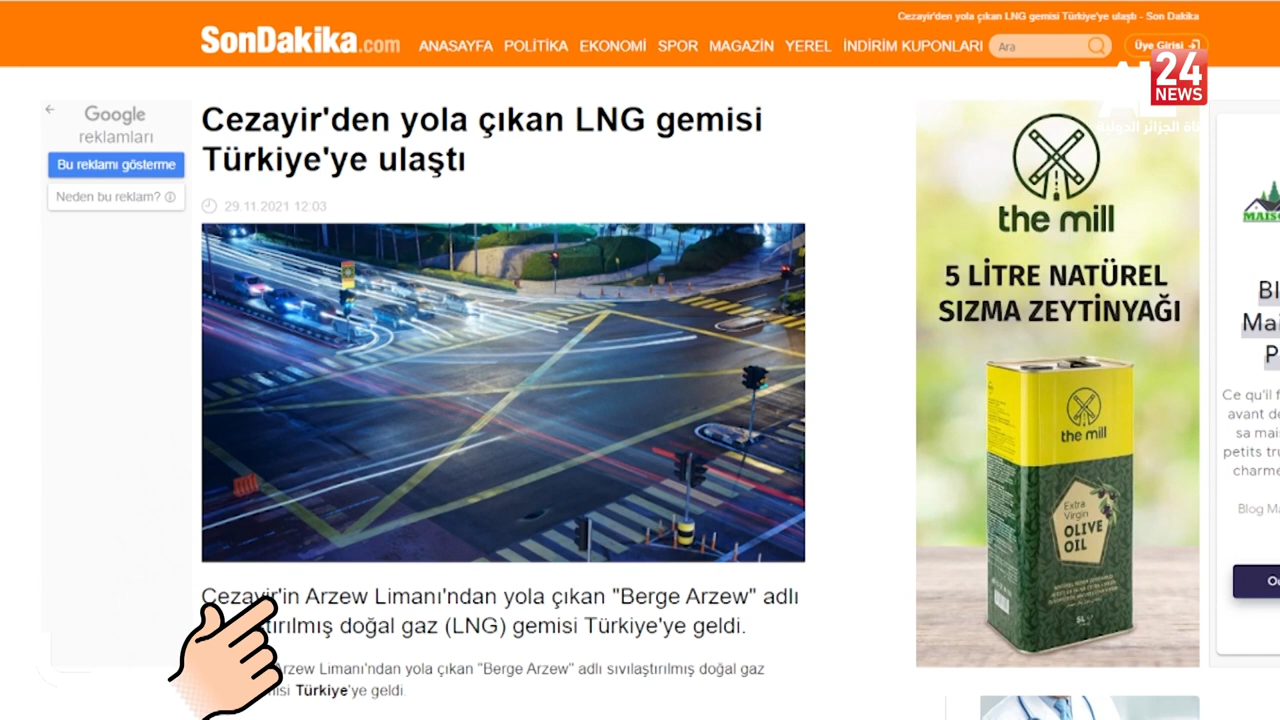 Cezayir'den yola çıkan LNG gemisi Türkiye'ye ulaştı - Son Dakika
SonDakika.com
ANASAYFA POLİTİKA EKONOMİ SPOR MAGAZİN YEREL İNDİRİM KUPONLARI
Ara
Üye Girişi
24
NEWS
Google
reklamları
Bu reklamı gösterme
Neden bu reklam?
Cezayir'den yola çıkan LNG gemisi
Türkiye'ye ulaştı
29.11.2021 12:03
Cezayir'in Arzew Limanı'ndan yola çıkan "Berge Arzew" adlı
doğal gaz (LNG) gemisi Türkiye'ye geldi.
Arzew Limanı'ndan yola çıkan "Berge Arzew" adlı sıvılaştırılmış doğal gaz
Türkiye'ye geldi.
the mill
5 LİTRE NATÜREL
SIZMA ZEYTİNYAĞI
the mill
Extra
Virgin
OLIVE
OIL
5L
Ce qu'il
avant
sa
petits
Blog